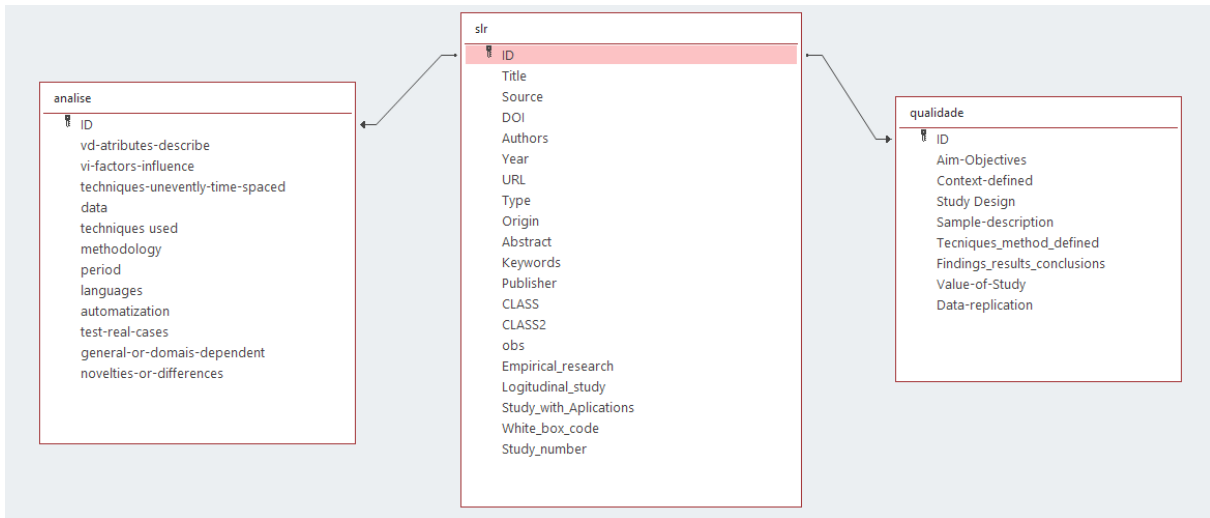 analise
ID
vd-atributes-describe
vi-factors-influence
techniques-unevently-time-spaced
data
techniques used
methodology
period
languages
automatization
test-real-cases
general-or-domais-dependent
novelties-or-differences
slr
ID
Title
Source
DOI
Authors
Year
URL
Type
Origin
Abstract
Keywords
Publisher
CLASS
CLASS2
obs
Empirical_research
Logitudinal_study
Study_with_Aplications
White_box_code
Study_number
qualidade
ID
Aim-Objectives
Context-defined
Study Design
Sample-description
Tecniques_method_defined
Findings_results_conclusions
Value-of-Study
Data-replication